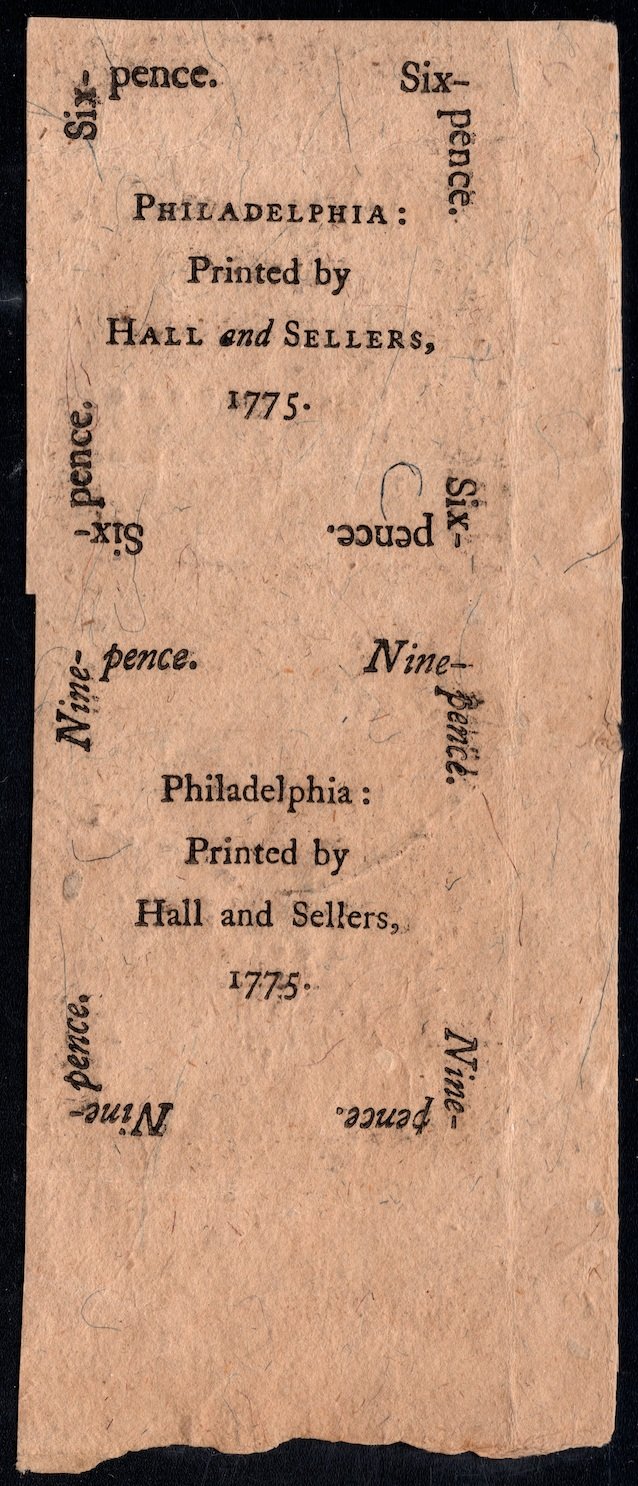 Six-pence.
Six-pence.
PHILADELPHIA:
Printed by
HALL and SELLERS,
1775.
Six-pence.
Six-pence.
Nine-pence.
Nine-pence.
Philadelphia:
Printed by
Hall and Sellers,
1775.
Nine-pence.
Nine-pence.